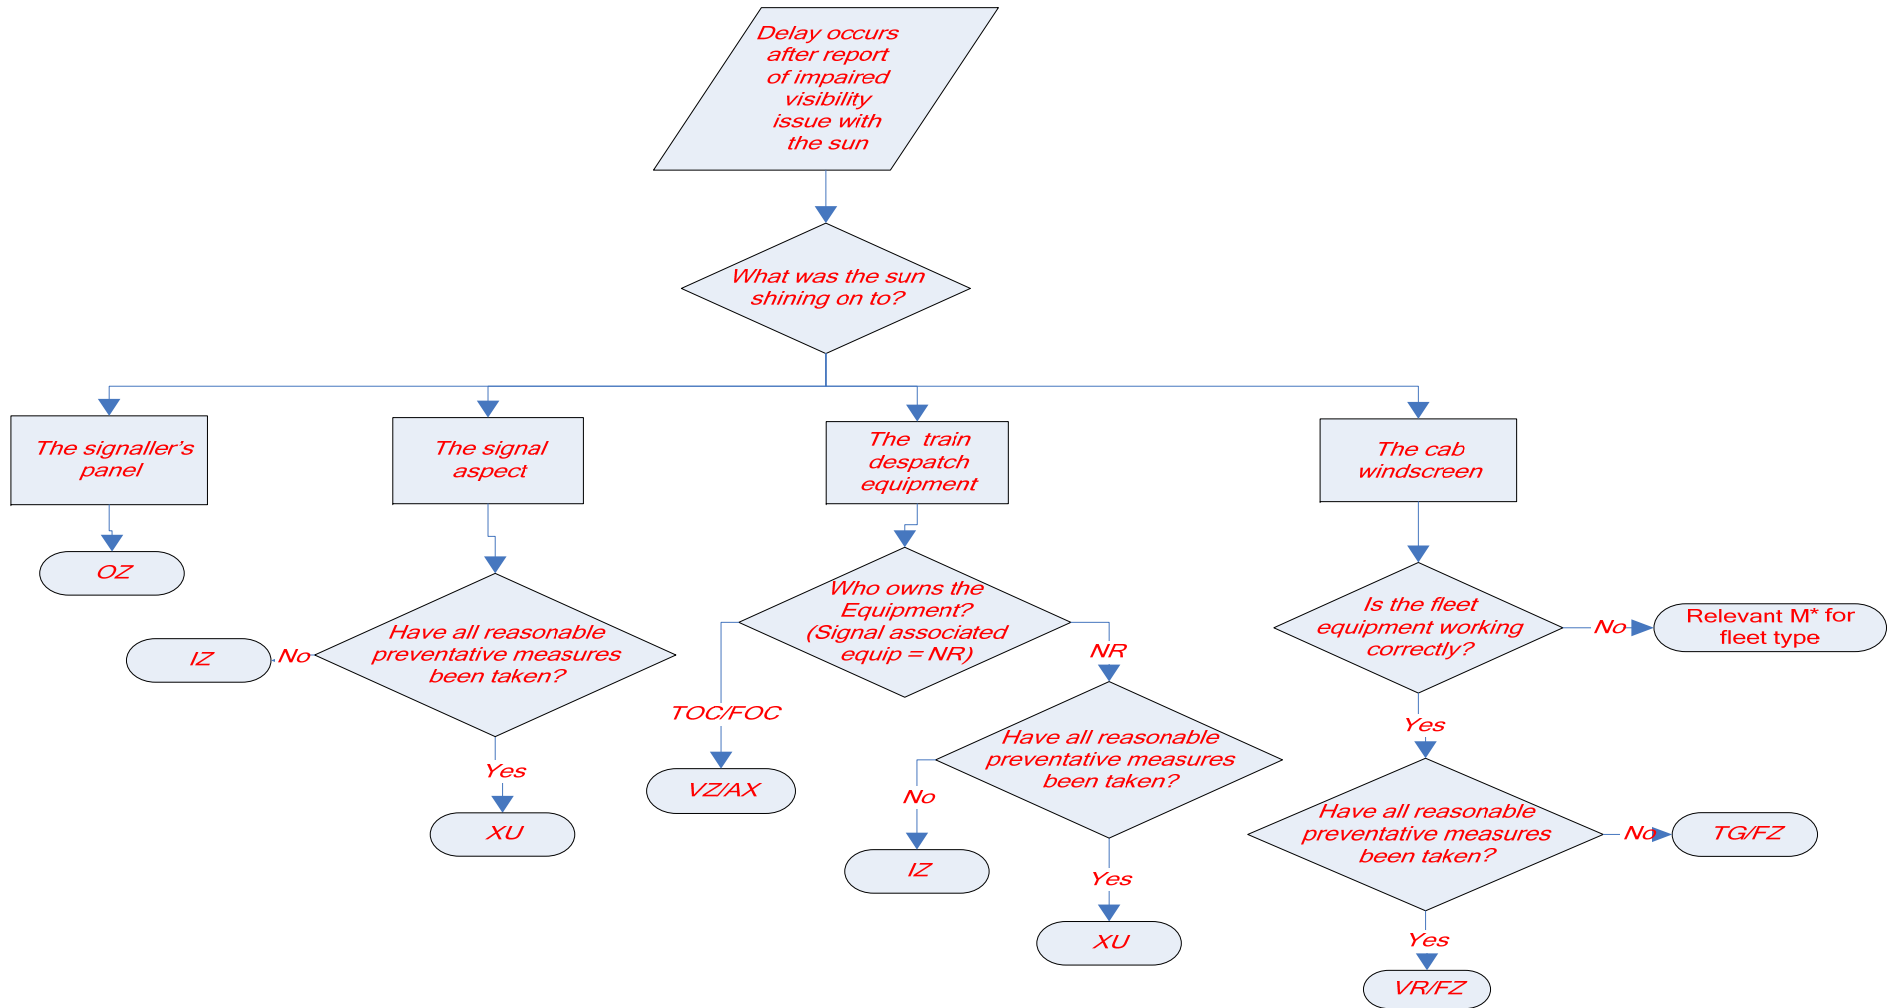 Delay occurs
after report
of impaired
visibility
issue with
the sun
What was the sun
shining on to?
The signaller's
panel
The signal
aspect
The train
despatch
equipment
The cab
windscreen
OZ
Have all reasonable
preventative measures
been taken?
No
IZ
Yes
XU
Who owns the
Equipment?
(Signal associated
equip = NR)
TOC/FOC
VZ/AX
NR
Have all reasonable
preventative measures
been taken?
No
IZ
Yes
XU
Is the fleet
equipment working
correctly?
No
Relevant M* for
fleet type
Yes
Have all reasonable
preventative measures
been taken?
No
TG/FZ
Yes
VR/FZ